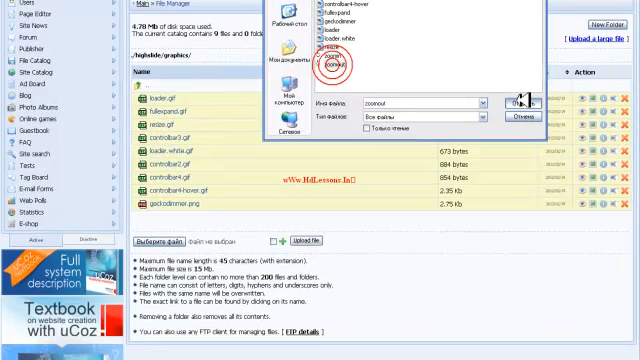 Main » File Manager
4.78 Mb of disk space used.
The current catalog contains 9 files and 0 folders
New Folder
[Upload a large file]
./highslide/graphics/
Users
Page Editor
Site News
Forum
Publisher
File Catalog
Site Catalog
Ad Board
Blog
Photo Albums
Online games
Guestbook
FAQ
Site search
Tests
Tag Board
E-mail Forms
Web Polls
Statistics
E-shop
Active
Disabled
Name
Action
..
loader.gif
fullexpand.gif
resize.gif
controlbar3.gif
loader.white.gif
673 bytes
controlbar2.gif
884 bytes
controlbar4.gif
854 bytes
controlbar4-hover.gif
2.35 Kb
geckodimmer.png
2.75 Kb
controlbar4-hover
fullexpand
geckodimmer
loader
loader.white
resize
zoomin
zoomout
Рабочий стол
Мои документы
Мой компьютер
Сетевое
Имя файла:
zoomout
Тип файлов:
Все файлы
Отмена
Только чтение
wWw.HdLessons.In
Выберите файл
Файл не выбран
Upload file
Maximum file name length is 45 characters (with extension).
Maximum file size is 15 Mb.
Each folder level can contain no more than 200 files and folders.
File name can consist of letters, digits, hyphens and underscores only.
Files with the same name will be overwritten.
The exact link to a file can be found by clicking on its name.
Removing a folder also removes all its contents.
You can also use any FTP client for managing files. [FTP details]
Full system description
uCoz TEXTBOOK
Textbook on website creation with uCoz